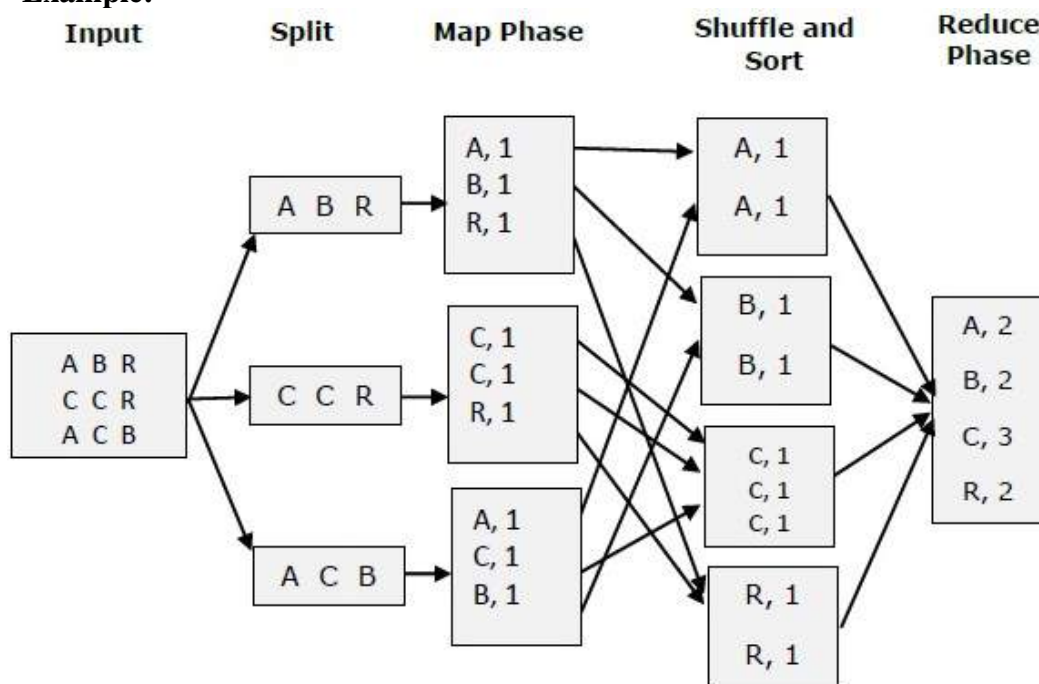 Example:
Input
Split
Map Phase
Shuffle and
Sort
Reduce
Phase
A B R
C C R
A C B
A B R
C C R
A C B
A, 1
B, 1
R, 1
C, 1
C, 1
R, 1
A, 1
C, 1
B, 1
A, 1
A, 1
B, 1
B, 1
C, 1
C, 1
C, 1
R, 1
R, 1
A, 2
B, 2
C, 3
R, 2